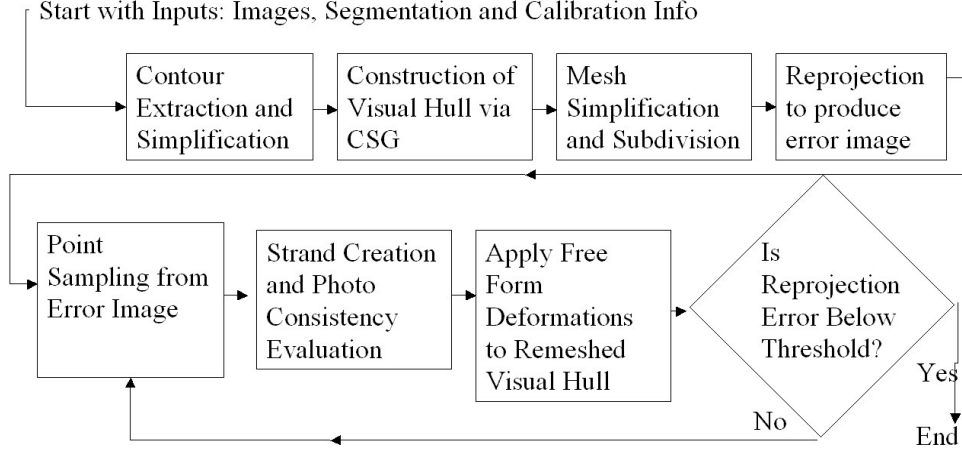 Start with Inputs: Images, Segmentation and Calibration Info
Contour
Extraction and
Simplification
Construction of
Visual Hull via
CSG
Mesh
Simplification
and Subdivision
Reprojection
to produce
error image
Point
Sampling from
Error Image
Strand Creation
and Photo
Consistency
Evaluation
Apply Free
Form
Deformations
to Remeshed
Visual Hull
Is
Reprojection
Error Below
Threshold?
Yes
No
End